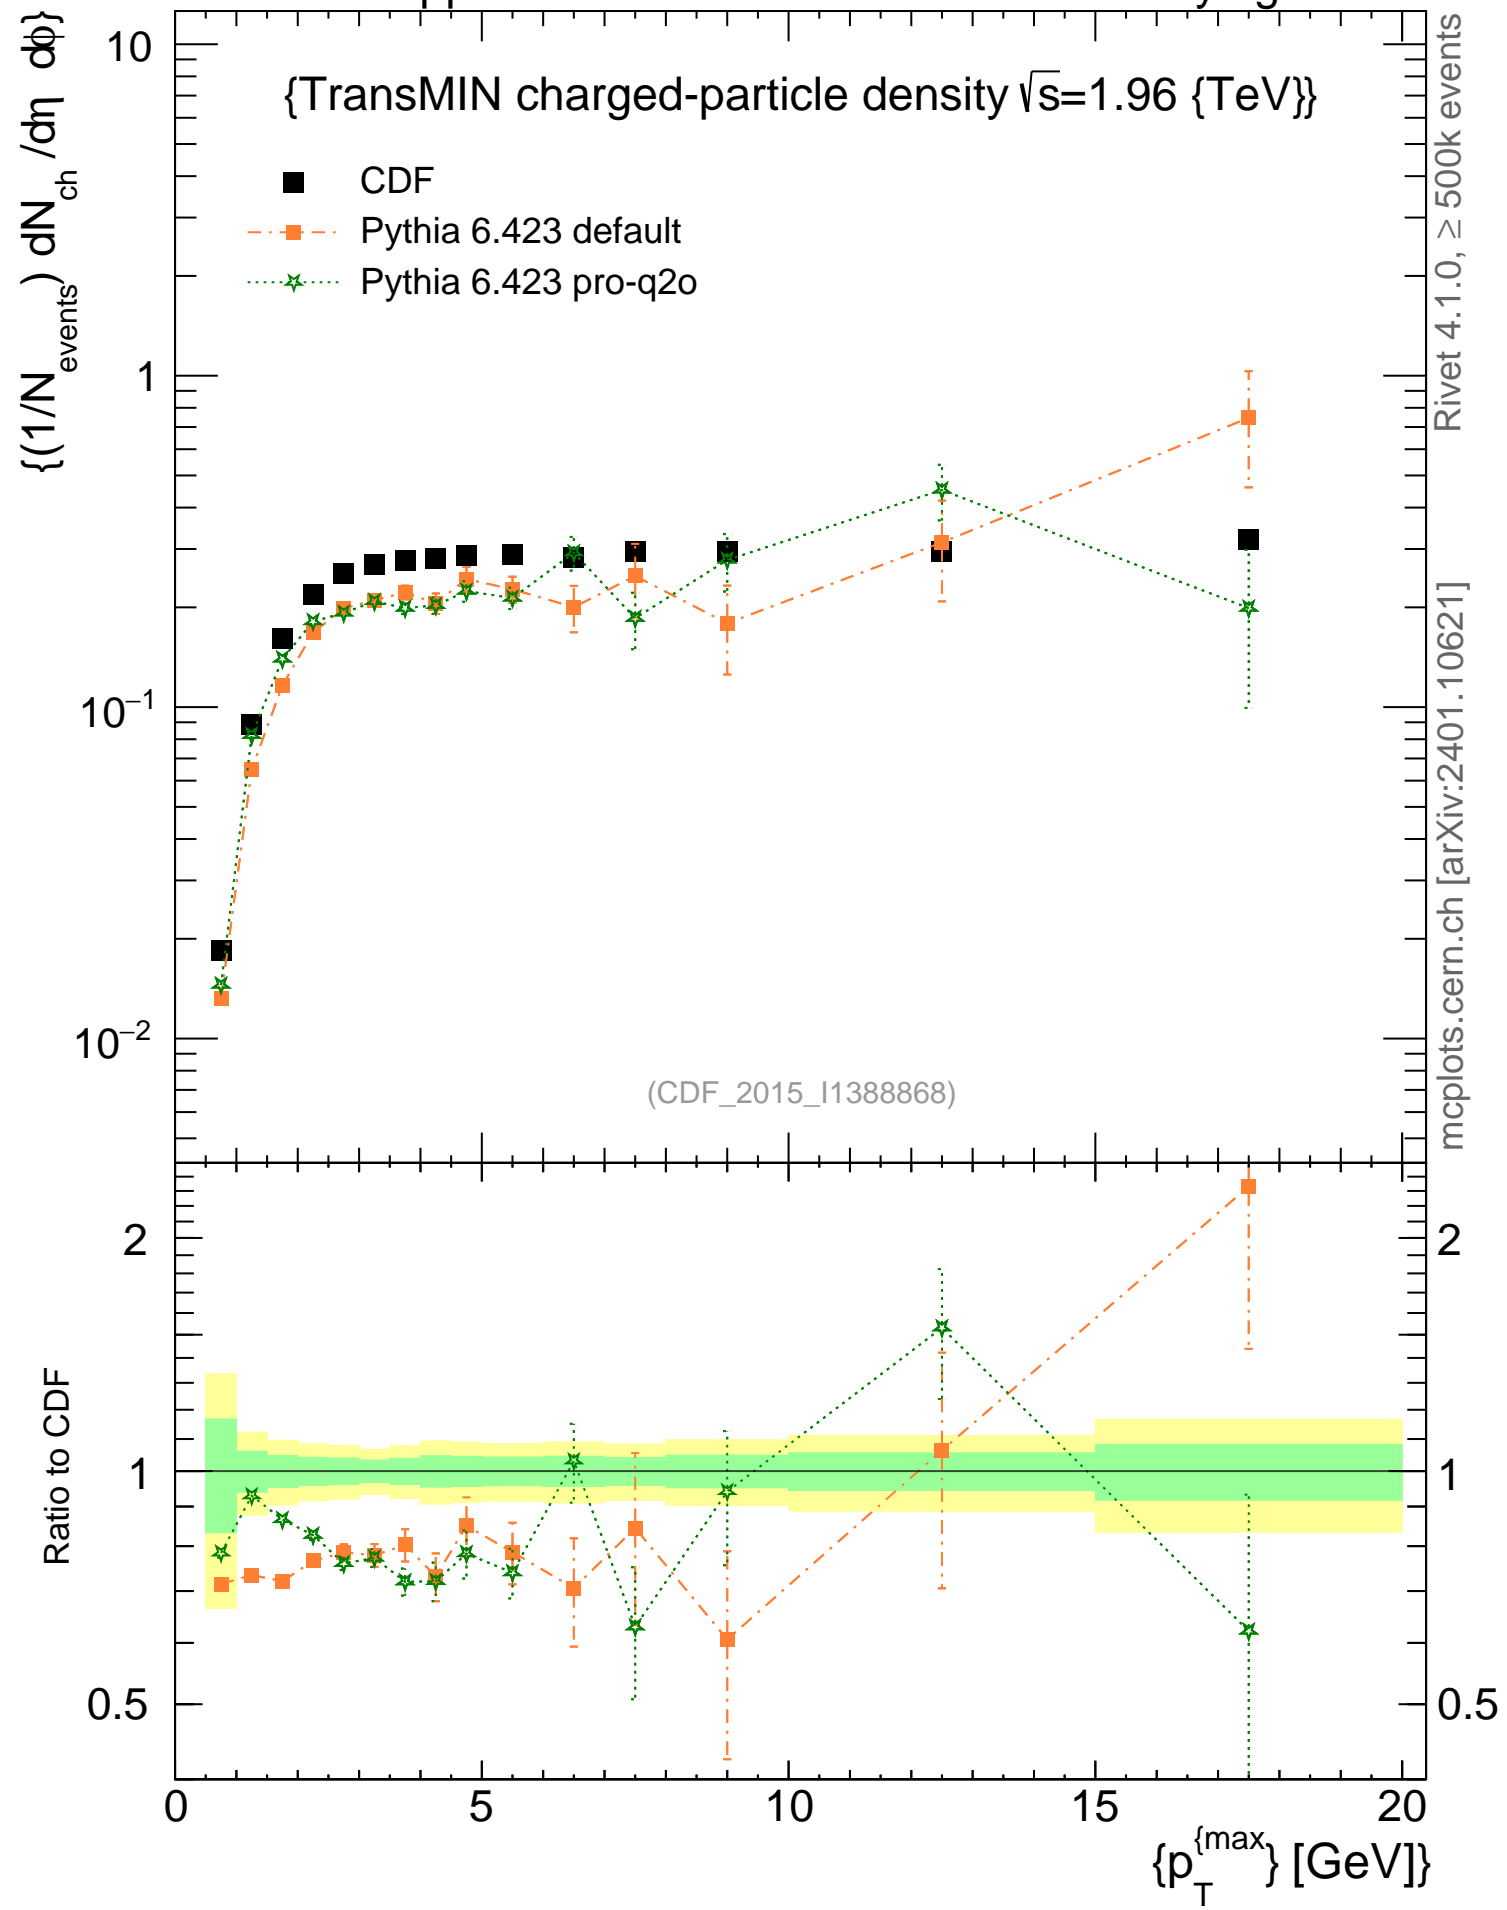 {TransMIN charged-particle density √s=1.96 {TeV}}
CDF
Pythia 6.423 default
Pythia 6.423 pro-q2o
{(1/N_events) dN_ch/dη dφ}
10
1
10⁻¹
10⁻²
(CDF_2015_I1388868)
Rivet 4.1.0, ≥ 500k events
mcplots.cern.ch [arXiv:2401.10621]
Ratio to CDF
2
1
0.5
2
1
0.5
0 5 10 15 20
{p_T^{max} [GeV]}